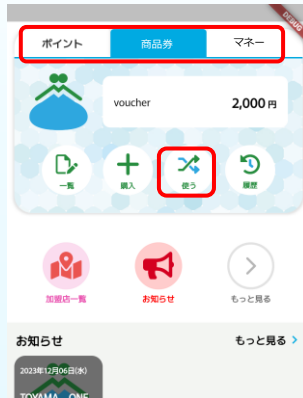 DEBUG
ポイント 商品券 マネー
voucher 2,000 円
一覧 購入 使う 履歴
加盟店一覧 お知らせ もっと見る
お知らせ もっと見る
2023年12月06日(水)
TOYAMA ONE